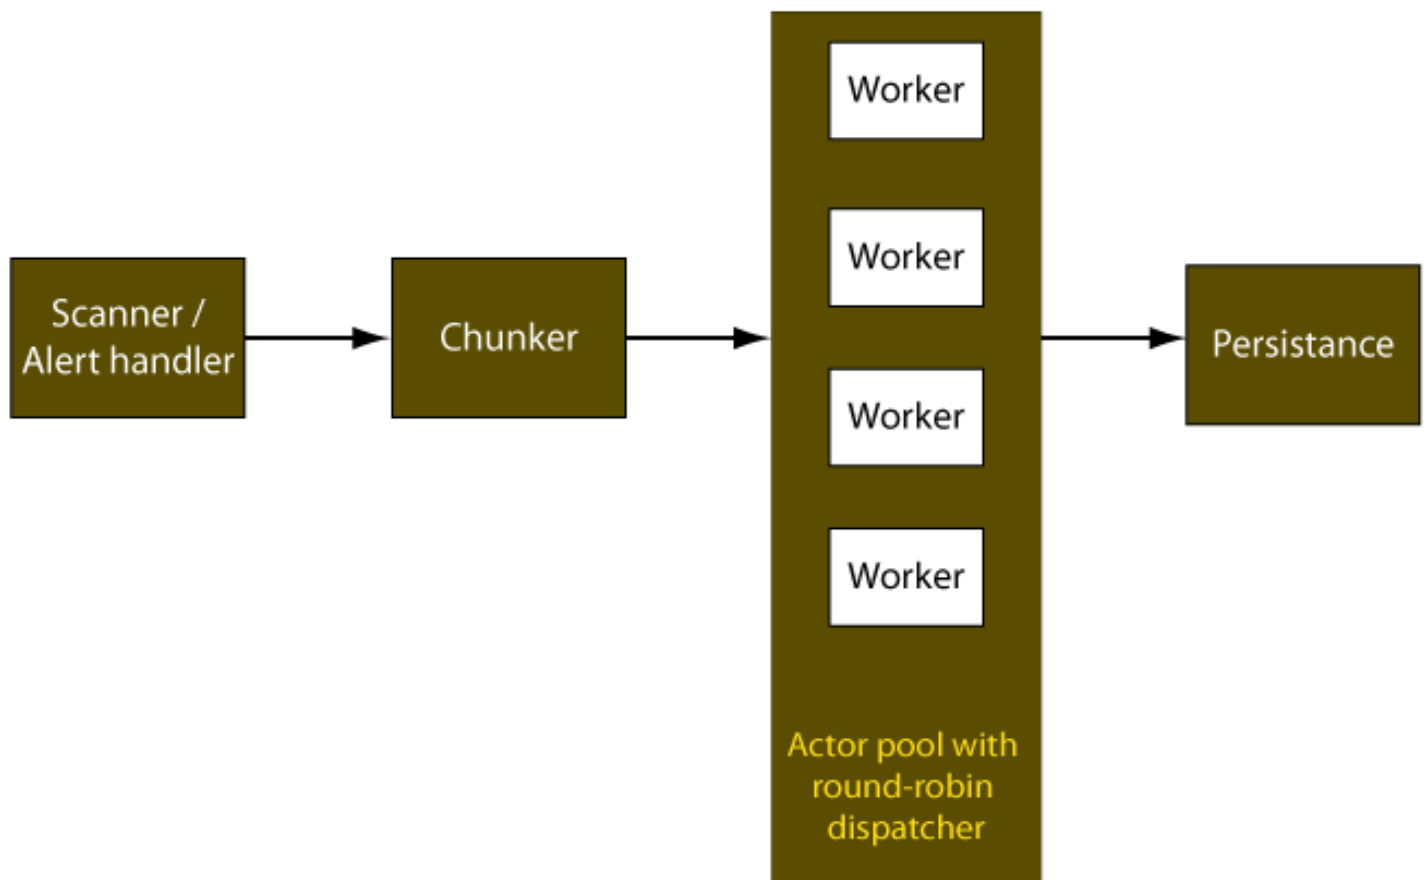 Scanner /
Alert handler
Chunker
Worker
Worker
Worker
Worker
Actor pool with
round-robin
dispatcher
Persistance